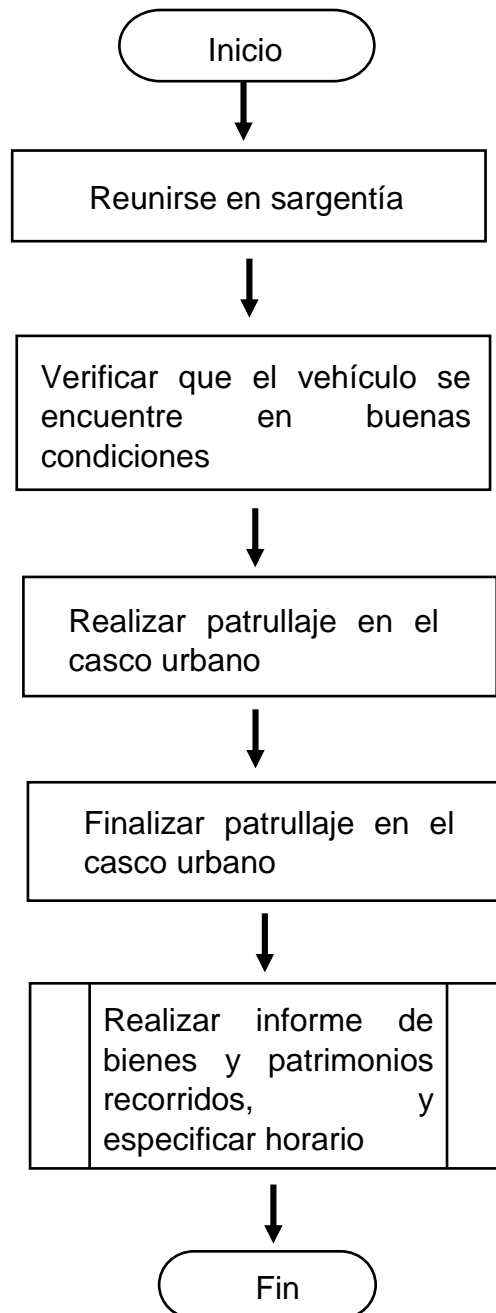 Inicio
Reunirse en sargentía
Verificar que el vehículo se
encuentre en buenas
condiciones
Realizar patrullaje en el
casco urbano
Finalizar patrullaje en el
casco urbano
Realizar informe de
bienes y patrimonios
recorridos, y
especificar horario
Fin